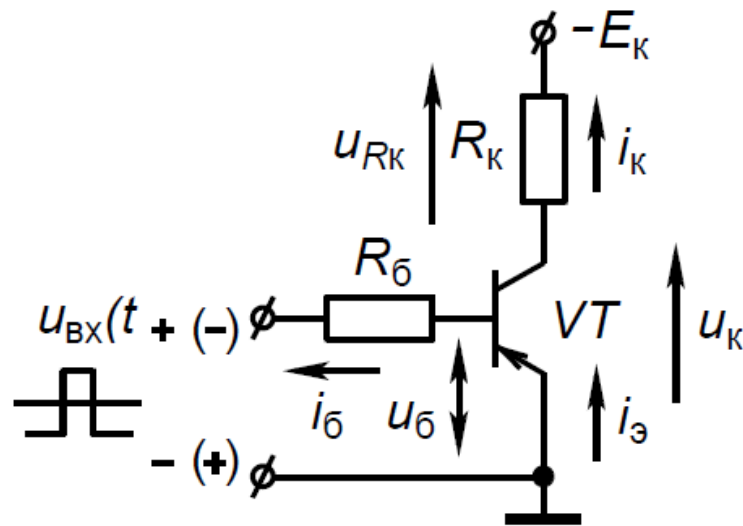 −Eк
uRк Rк iк
Rб
uвх(t + (−) VT uк
iб uб iэ
− (+)